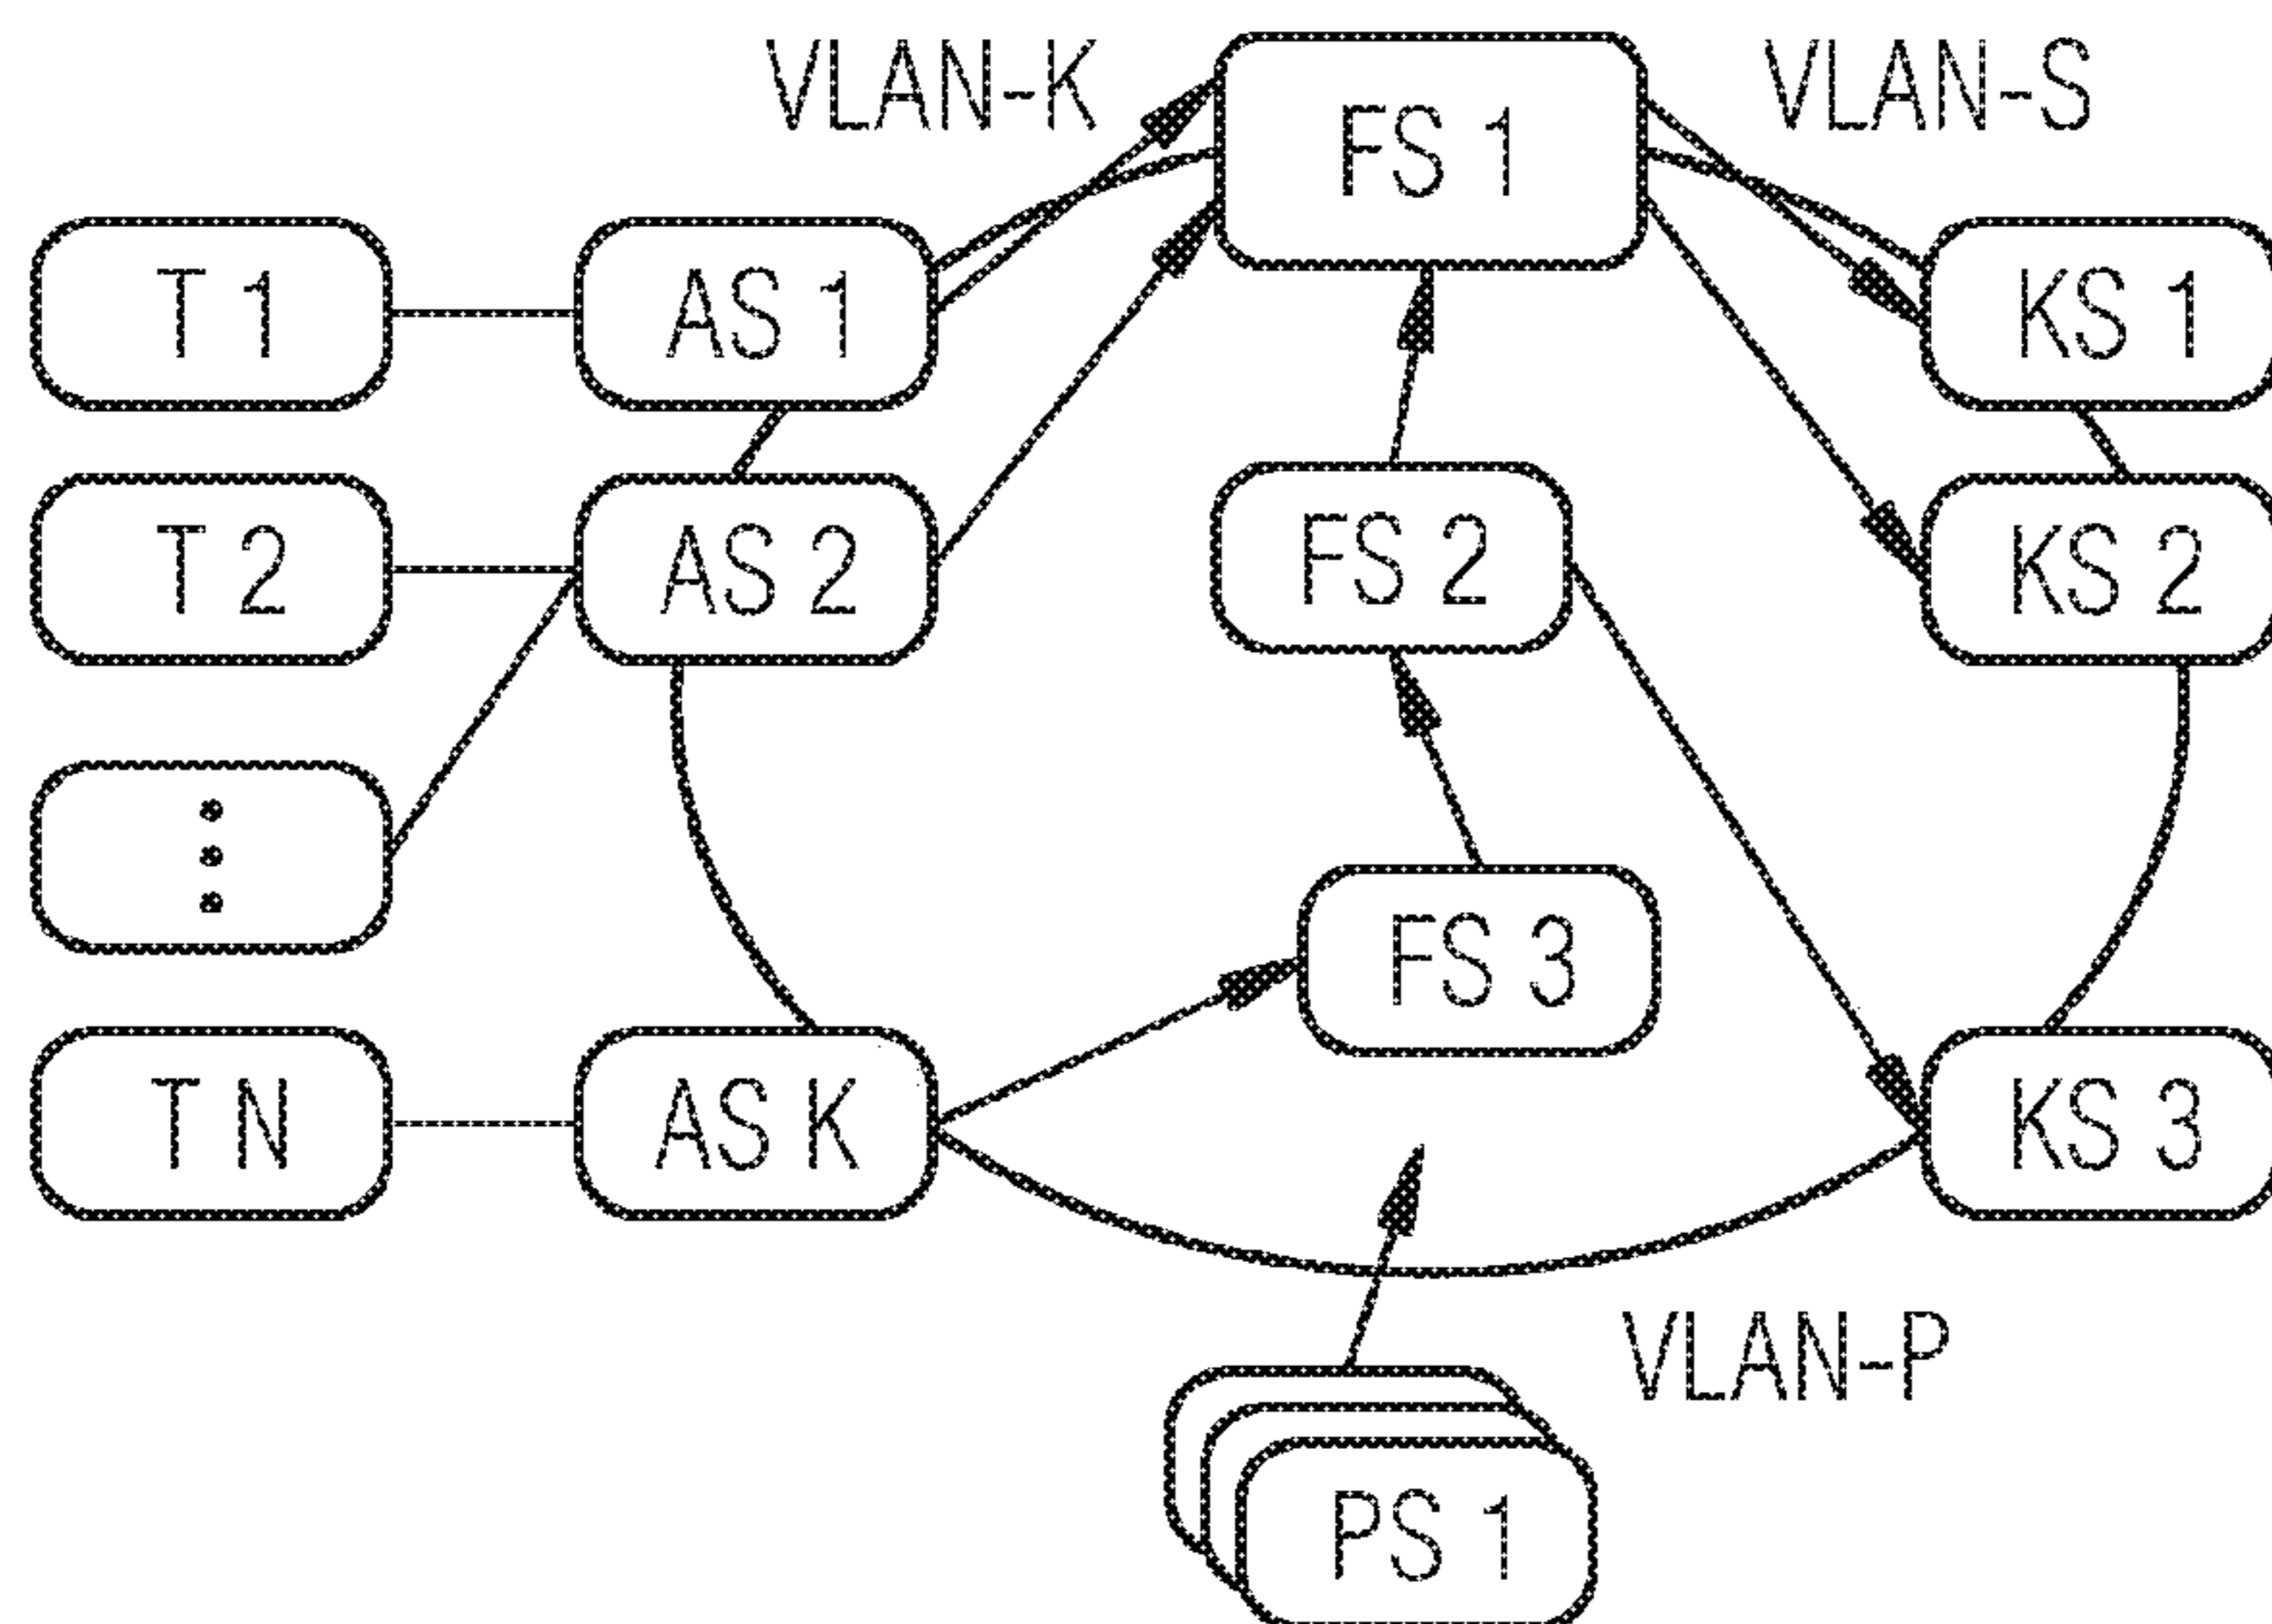 VLAN-K
FS 1
VLAN-S
T 1
AS 1
KS 1
T 2
AS 2
FS 2
KS 2
FS 3
T N
AS K
KS 3
VLAN-P
PS 1